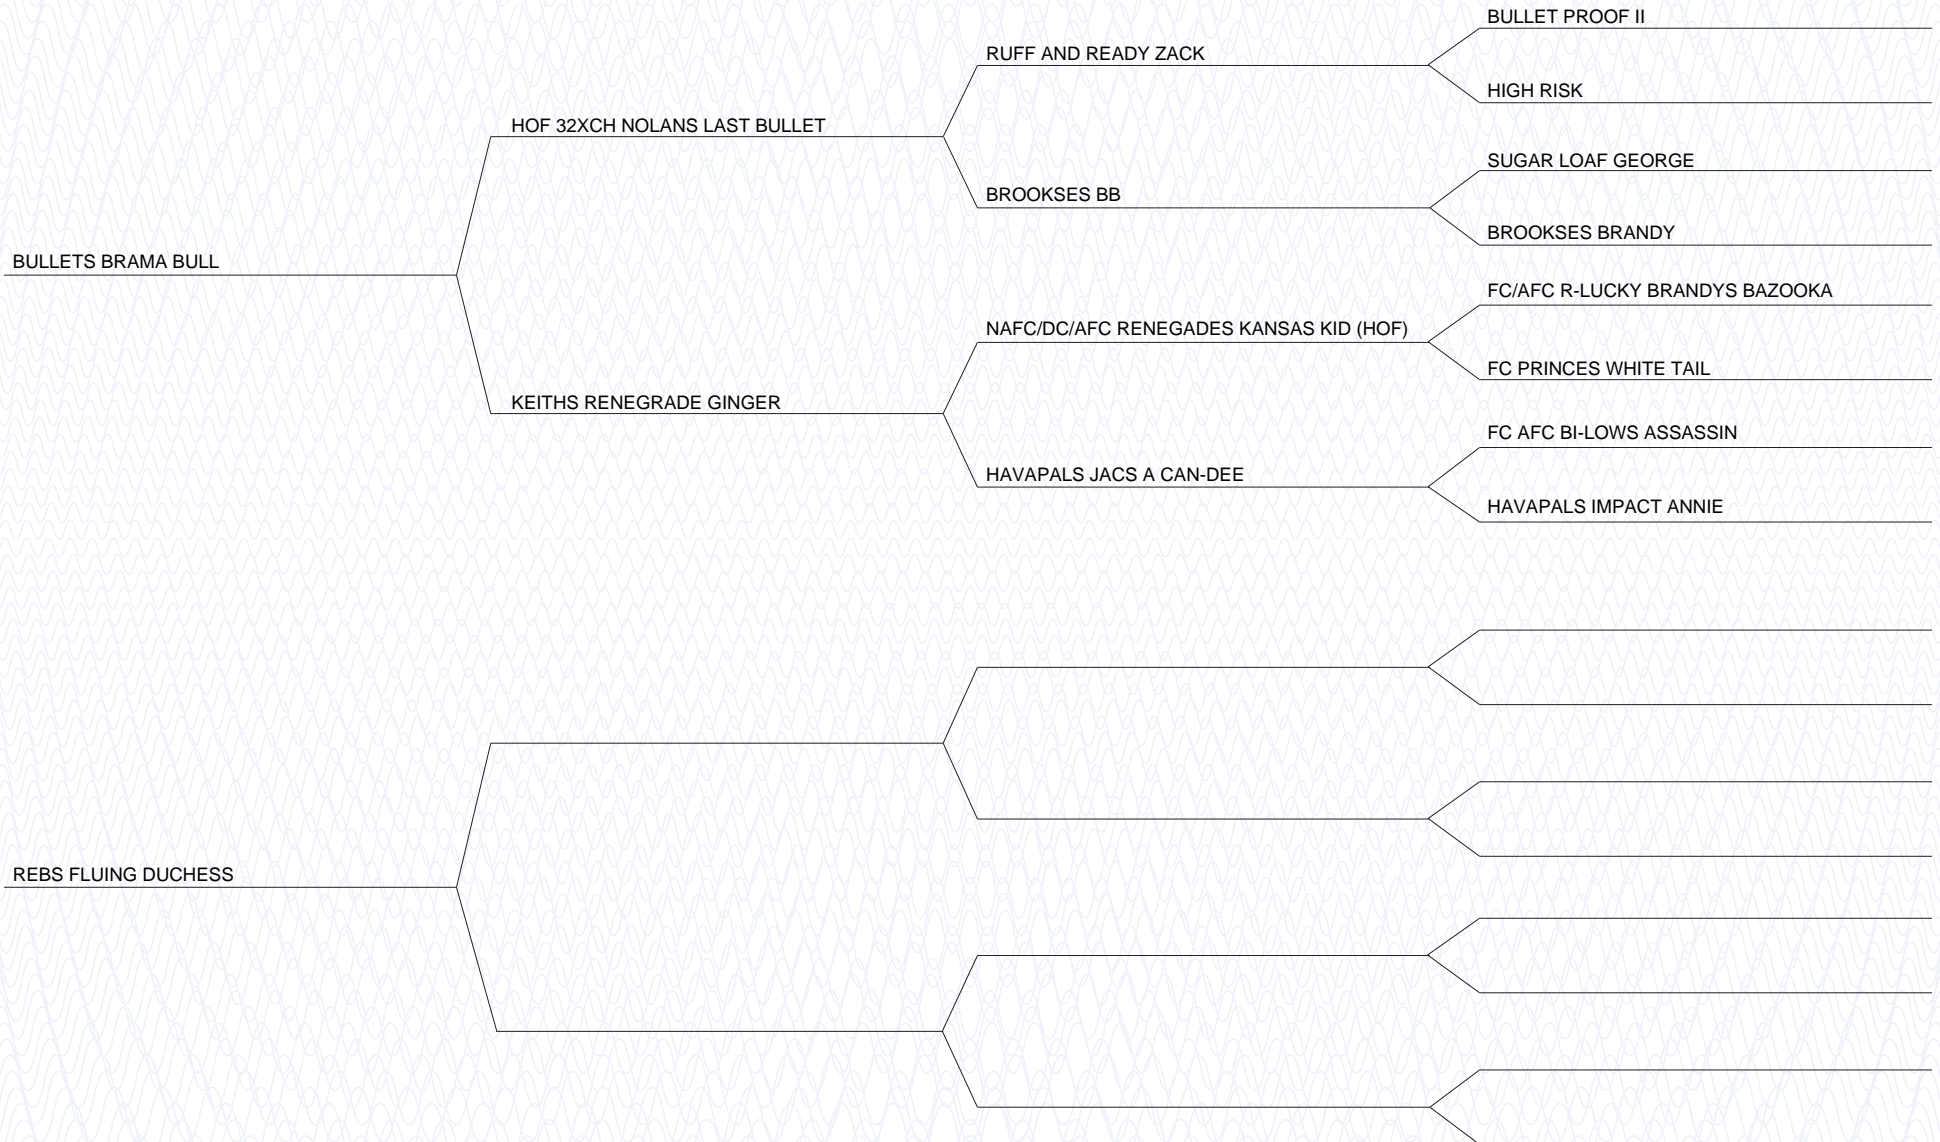 BULLET PROOF II
RUFF AND READY ZACK
HIGH RISK
HOF 32XCH NOLANS LAST BULLET
SUGAR LOAF GEORGE
BROOKSES BB
BROOKSES BRANDY
BULLETS BRAMA BULL
FC/AFC R-LUCKY BRANDYS BAZOOKA
NAFC/DC/AFC RENEGADES KANSAS KID (HOF)
FC PRINCES WHITE TAIL
KEITHS RENEGRADE GINGER
FC AFC BI-LOWS ASSASSIN
HAVAPALS JACS A CAN-DEE
HAVAPALS IMPACT ANNIE
REBS FLUING DUCHESS